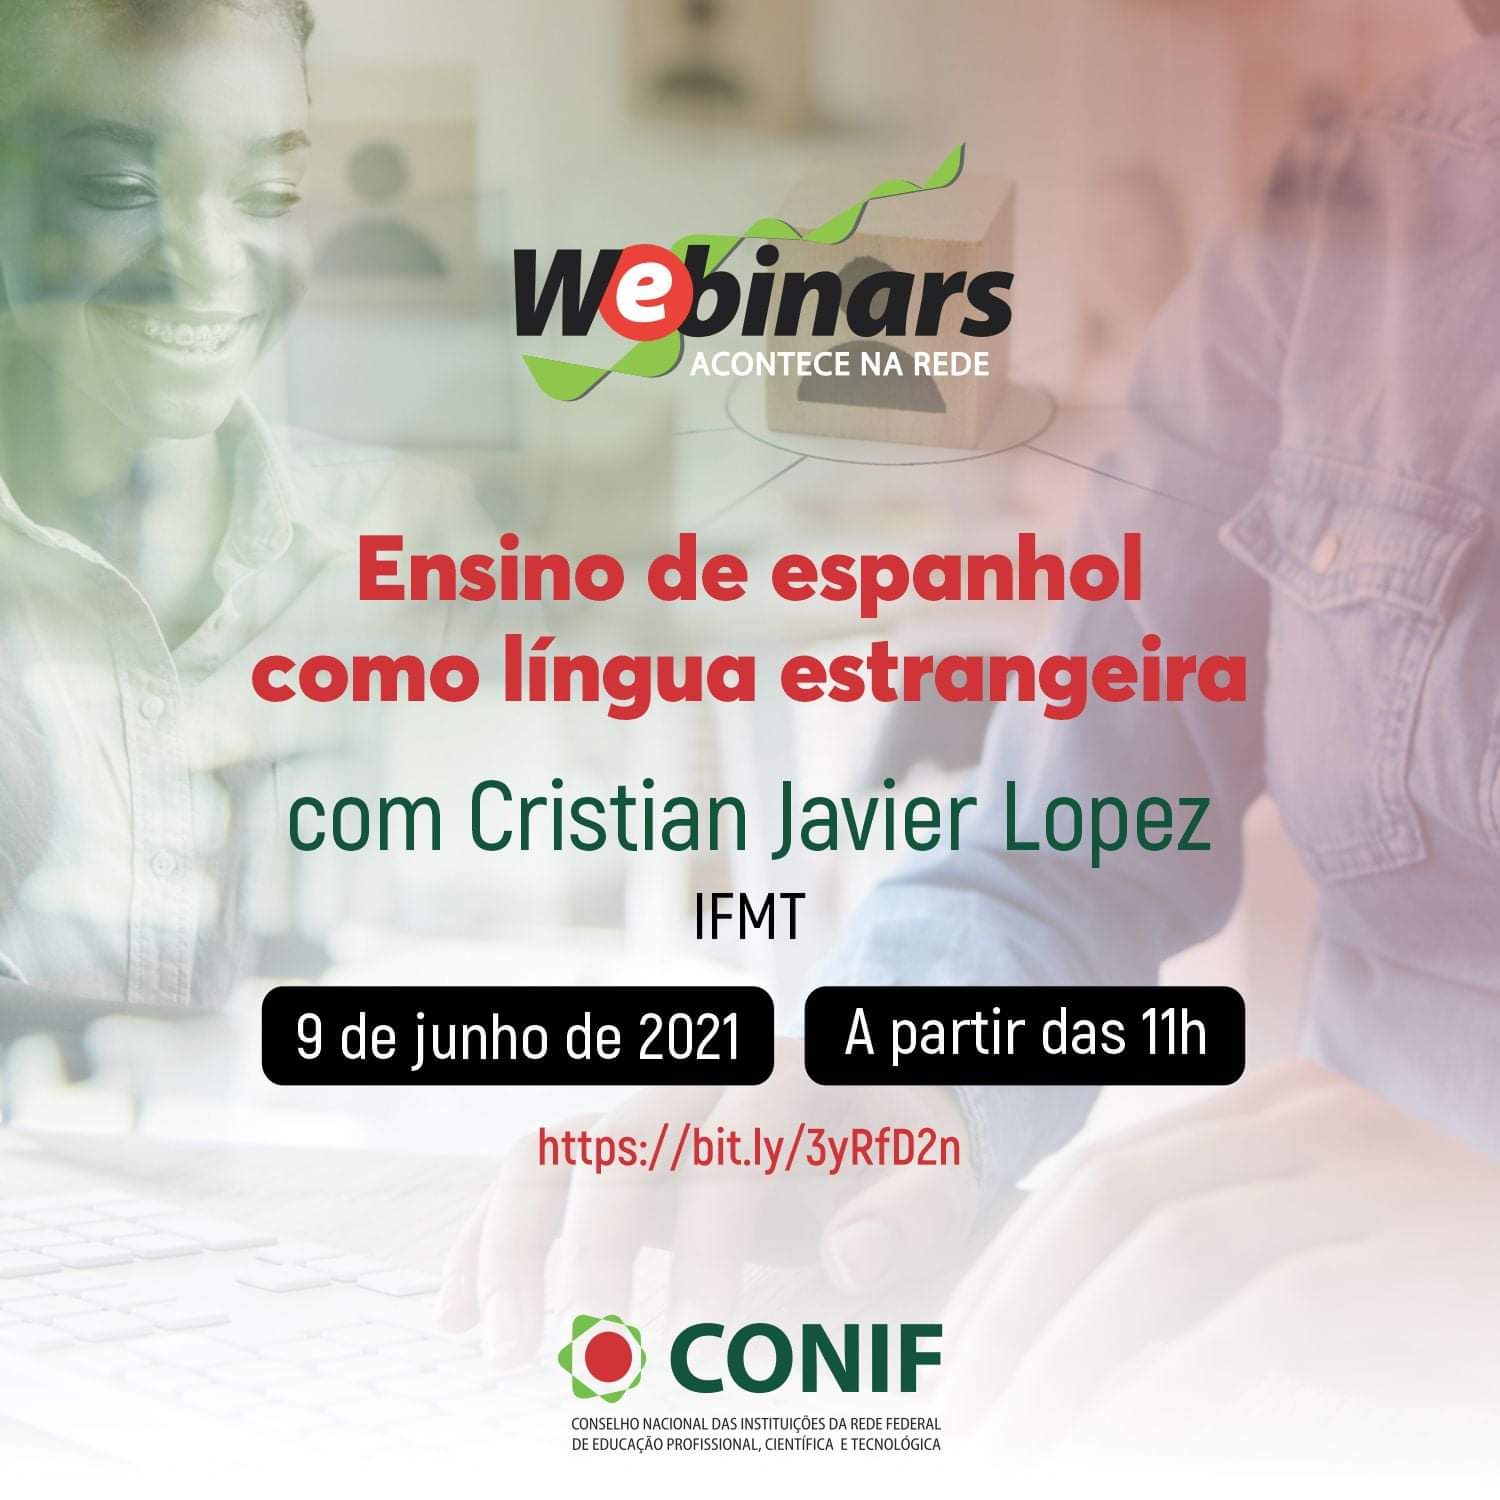 Webinars
ACONTECE NA REDE
Ensino de espanhol
como língua estrangeira
com Cristian Javier Lopez
IFMT
9 de junho de 2021
A partir das 11h
https://bit.ly/3yRfD2n
CONIF
CONSELHO NACIONAL DAS INSTITUIÇÕES DA REDE FEDERAL
DE EDUCAÇÃO PROFISSIONAL, CIENTÍFICA E TECNOLÓGICA